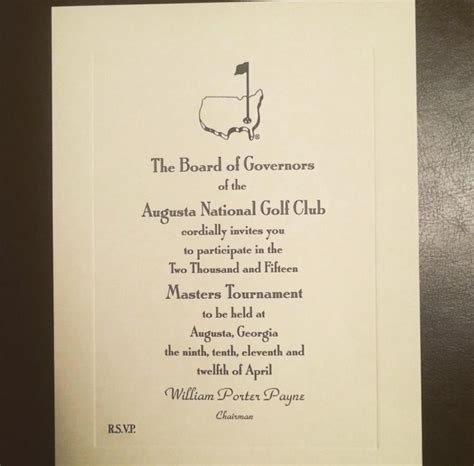 ®
The Board of Governors
of the
Augusta National Golf Club
cordially invites you
to participate in the
Two Thousand and Fifteen
Masters Tournament
to be held at
Augusta, Georgia
the ninth, tenth, eleventh and
twelfth of April
William Porter Payne
Chairman
R.S.V.P.